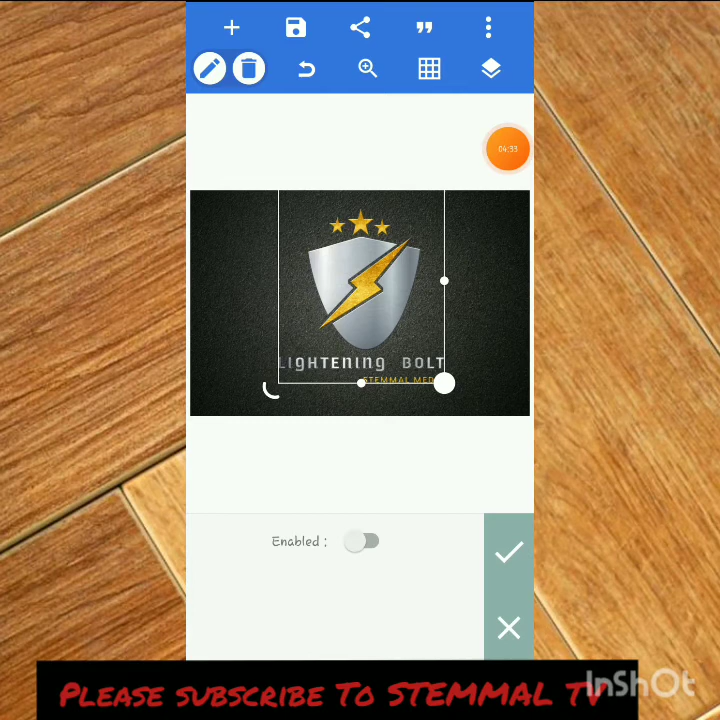 04:33
LIGHTENING BOLT
STEMMAL MED
Enabled :
PLEASE SUBSCRIBE TO STEMMAL TV
InShOt